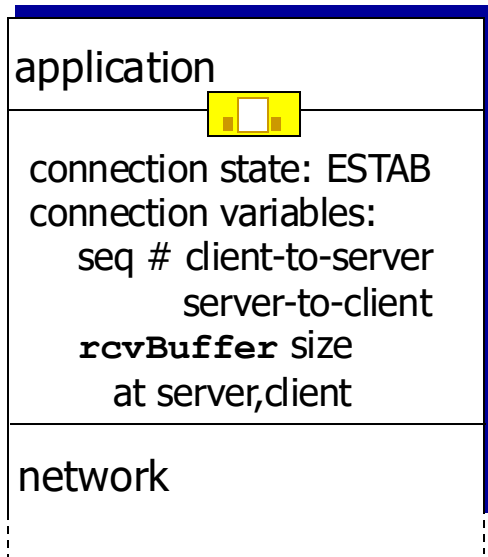 application
connection state: ESTAB
connection variables:
seq # client-to-server
server-to-client
rcvBuffer size
at server,client
network